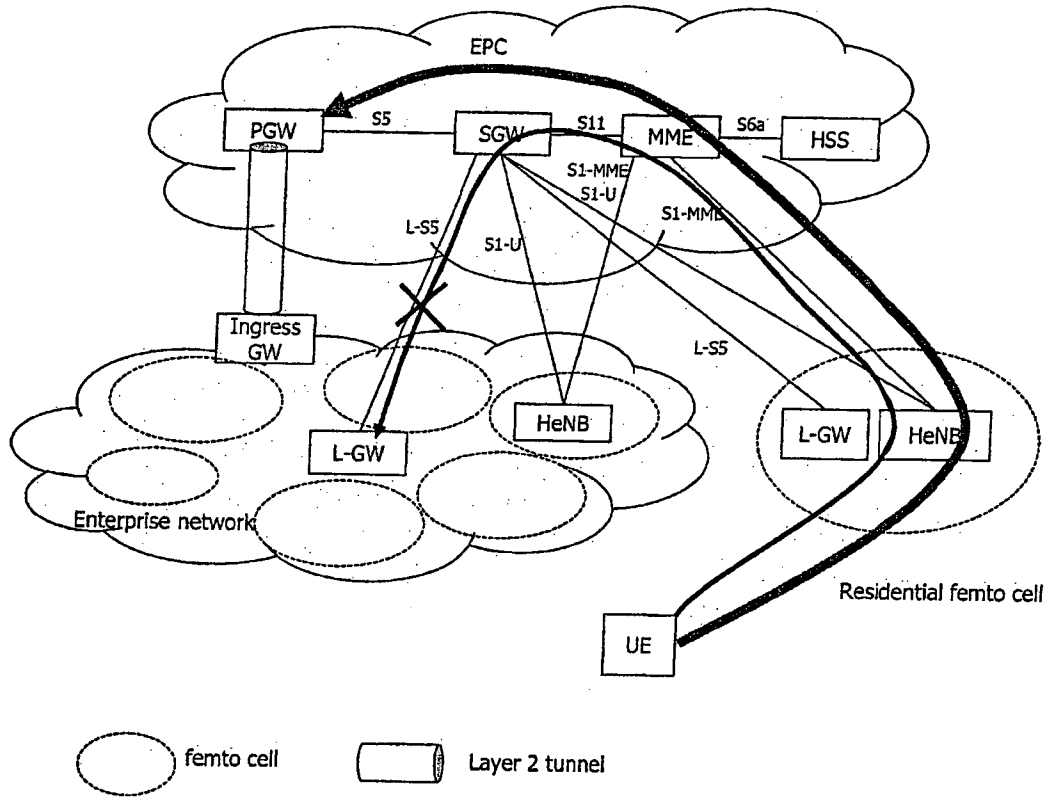 EPC
PGW
S5
SGW
S11
MME
S6a
HSS
S1-MME
S1-U
S1-MME
L-S5
S1-U
Ingress
GW
L-S5
HeNB
L-GW
L-GW
HeNB
Enterprise network
Residential femto cell
UE
femto cell
Layer 2 tunnel